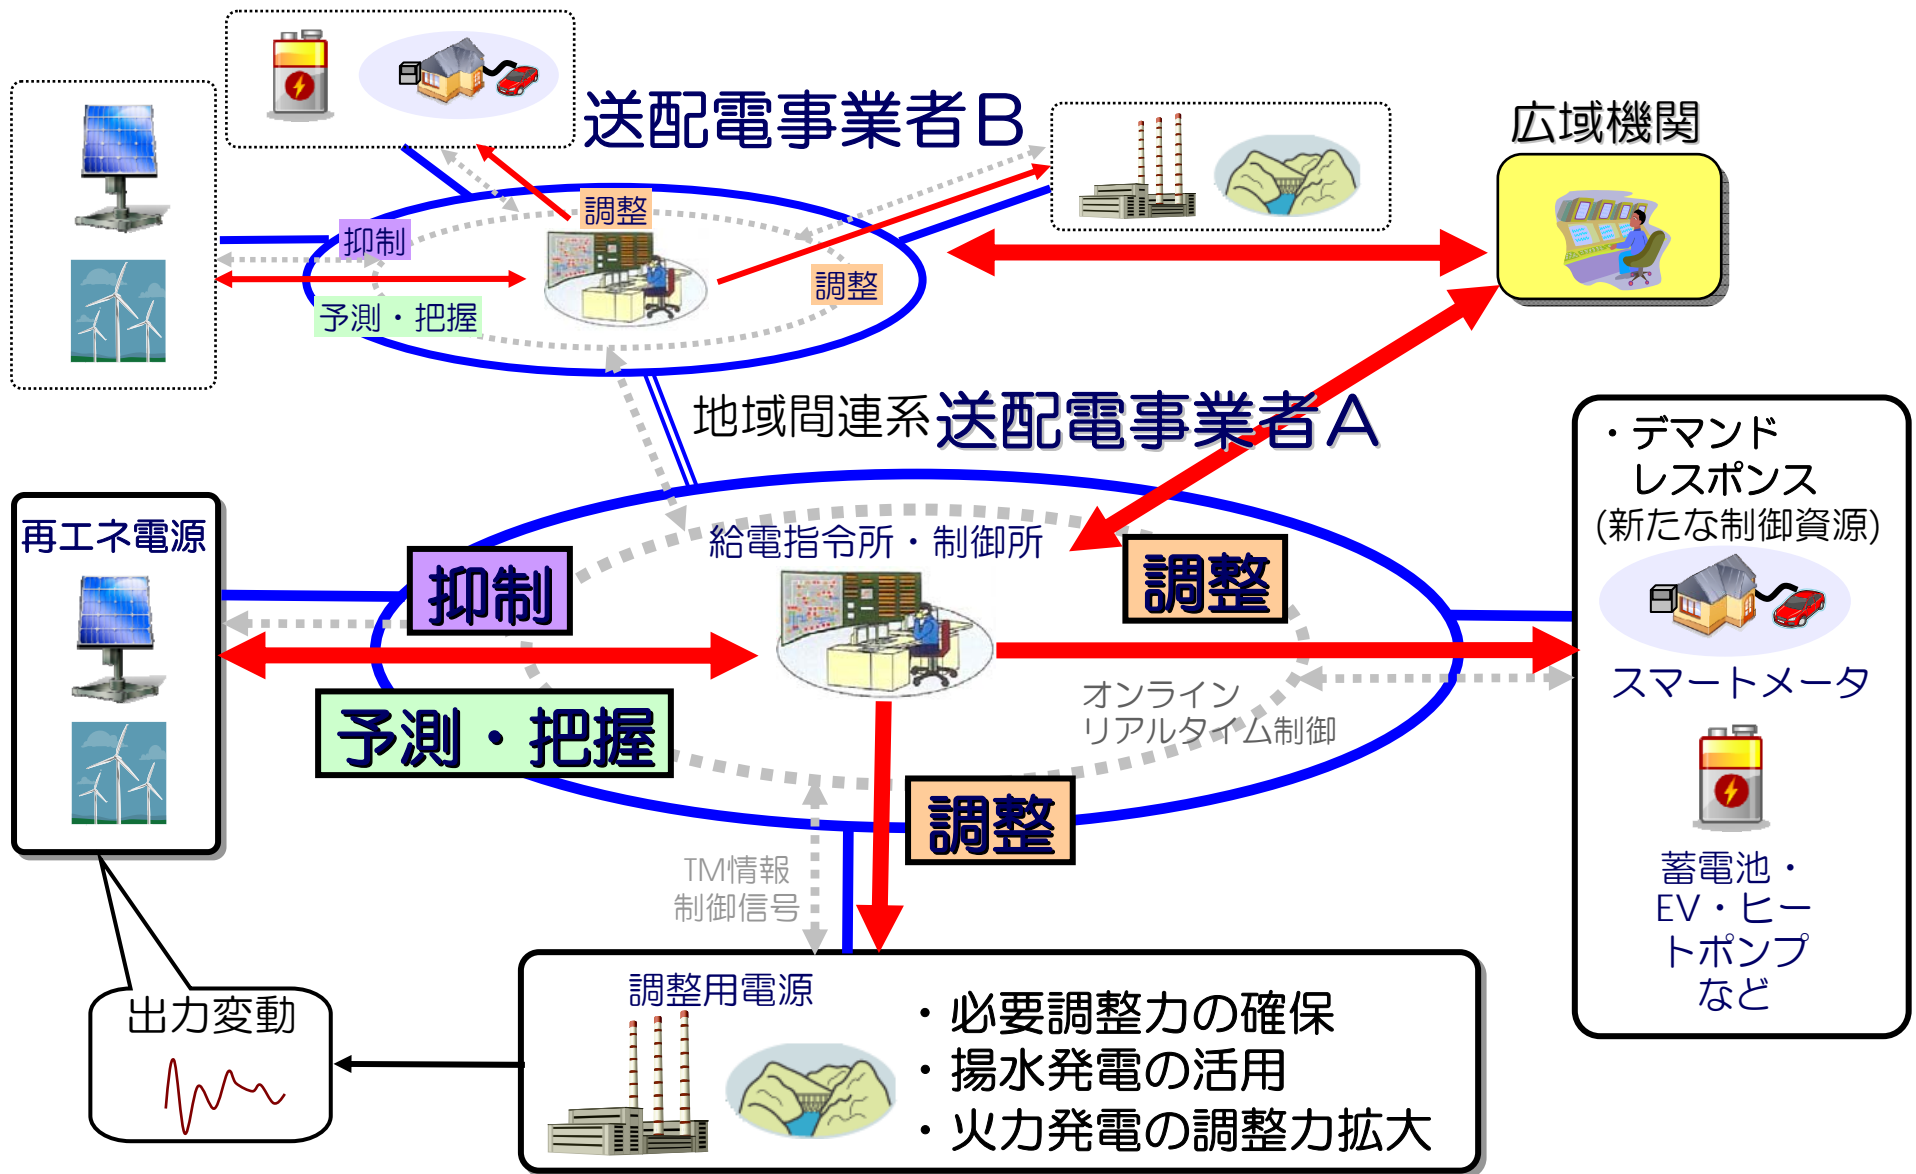 送配電事業者B
広域機関
調整
抑制
調整
予測・把握
地域間連系
送配電事業者A
・デマンド
レスポンス
(新たな制御資源)
再エネ電源
給電指令所・制御所
抑制
調整
スマートメータ
オンライン
リアルタイム制御
予測・把握
調整
TM情報
制御信号
蓄電池・
EV・ヒー
トポンプ
など
調整用電源
出力変動
・必要調整力の確保
・揚水発電の活用
・火力発電の調整力拡大